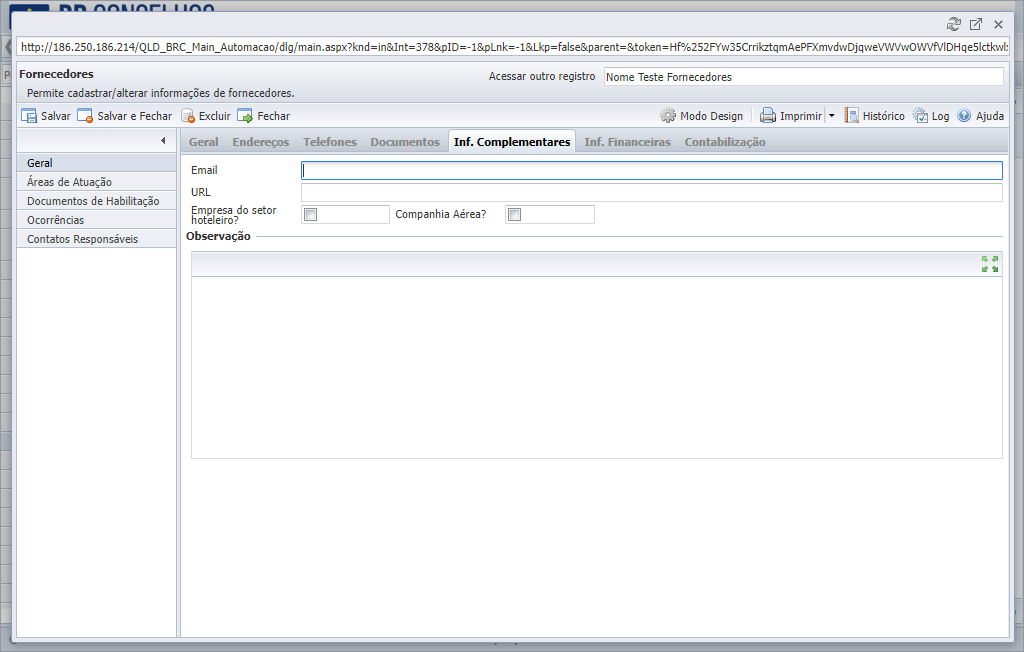 http://186.250.186.214/QLD_BRC_Main_Automacao/dlg/main.aspx?knd=in&Int=378&pID=-1&pLnk=-1&Lkp=false&parent=&token=Hf%252FYw35CrrikztqmAePFXmvdwDjqweVWVwOWVfVlDHqe5lctkwl
Fornecedores
Acessar outro registro Nome Teste Fornecedores
Permite cadastrar/alterar informações de fornecedores.
Salvar Salvar e Fechar Excluir Fechar Modo Design Imprimir Histórico Log Ajuda
Geral Endereços Telefones Documentos Inf. Complementares Inf. Financeiras Contabilização
Geral
Áreas de Atuação
Documentos de Habilitação
Ocorrências
Contatos Responsáveis
Email
URL
Empresa do setor
hoteleiro?
Companhia Aérea?
Observação